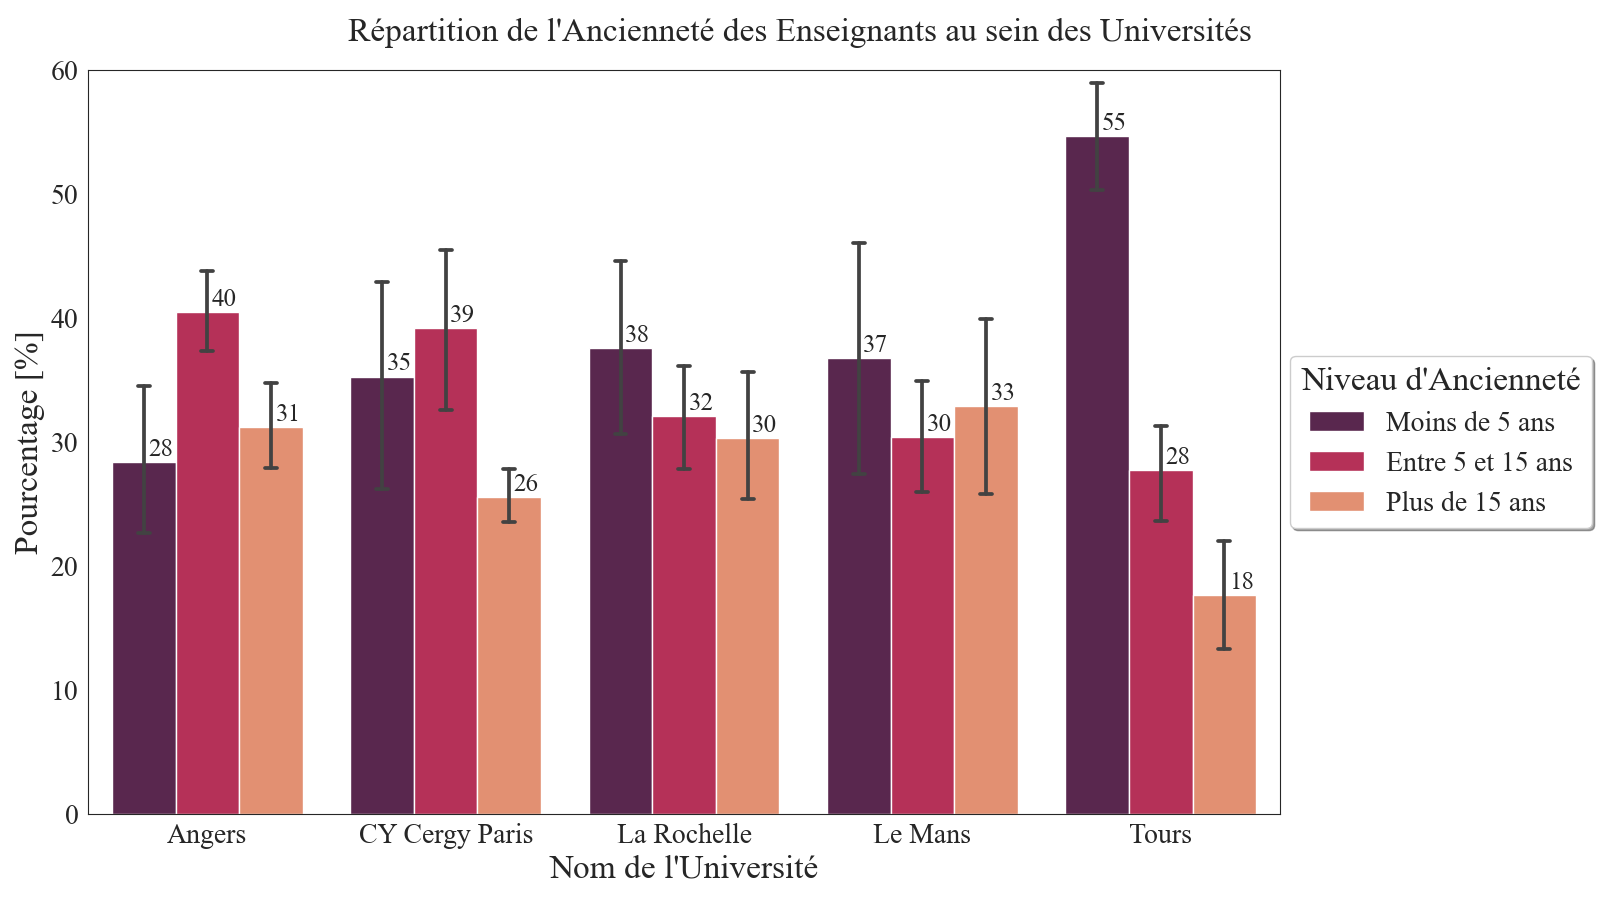 Répartition de l'Ancienneté des Enseignants au sein des Universités
Pourcentage [%]
60
50
40
30
20
10
0
28
40
31
35
39
26
38
32
30
37
30
33
55
28
18
Angers
CY Cergy Paris
La Rochelle
Le Mans
Tours
Nom de l'Université
Niveau d'Ancienneté
Moins de 5 ans
Entre 5 et 15 ans
Plus de 15 ans